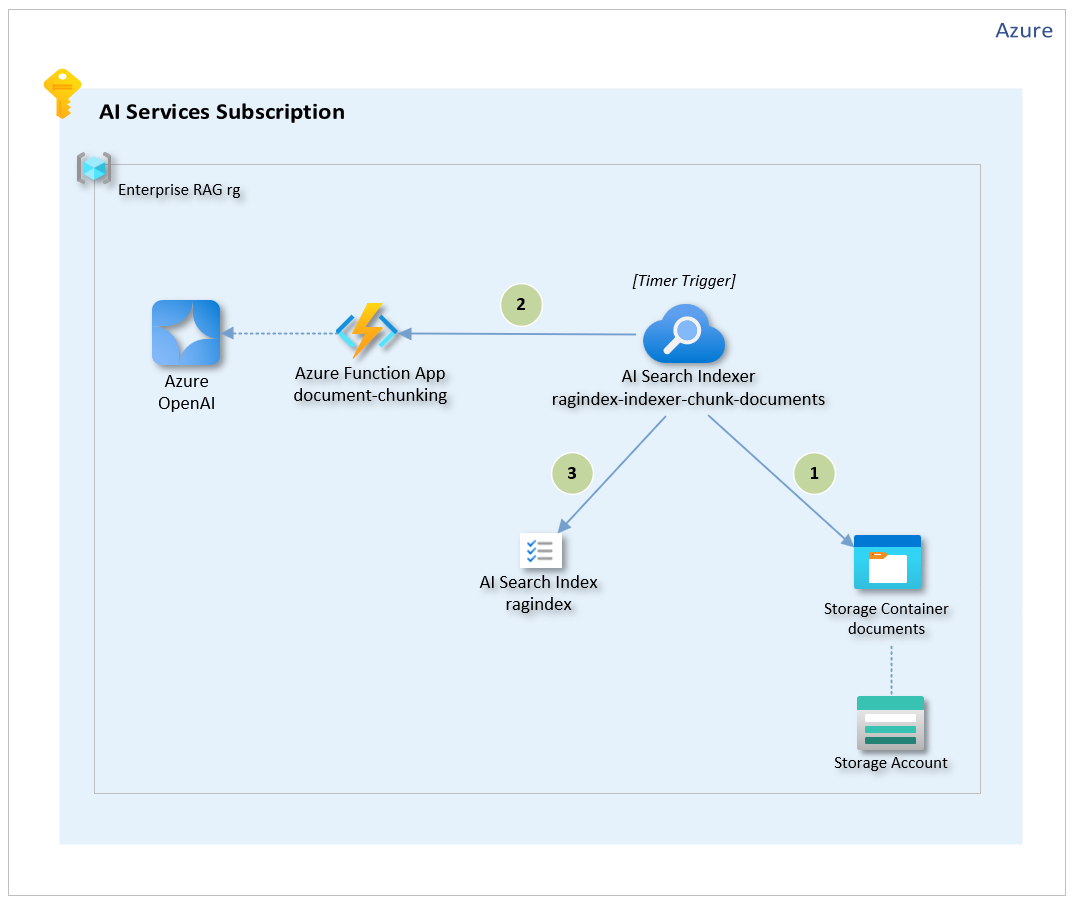 Azure
AI Services Subscription
Enterprise RAG rg
[Timer Trigger]
2
Azure
OpenAI
Azure Function App
document-chunking
AI Search Indexer
ragindex-indexer-chunk-documents
3
1
AI Search Index
ragindex
Storage Container
documents
Storage Account